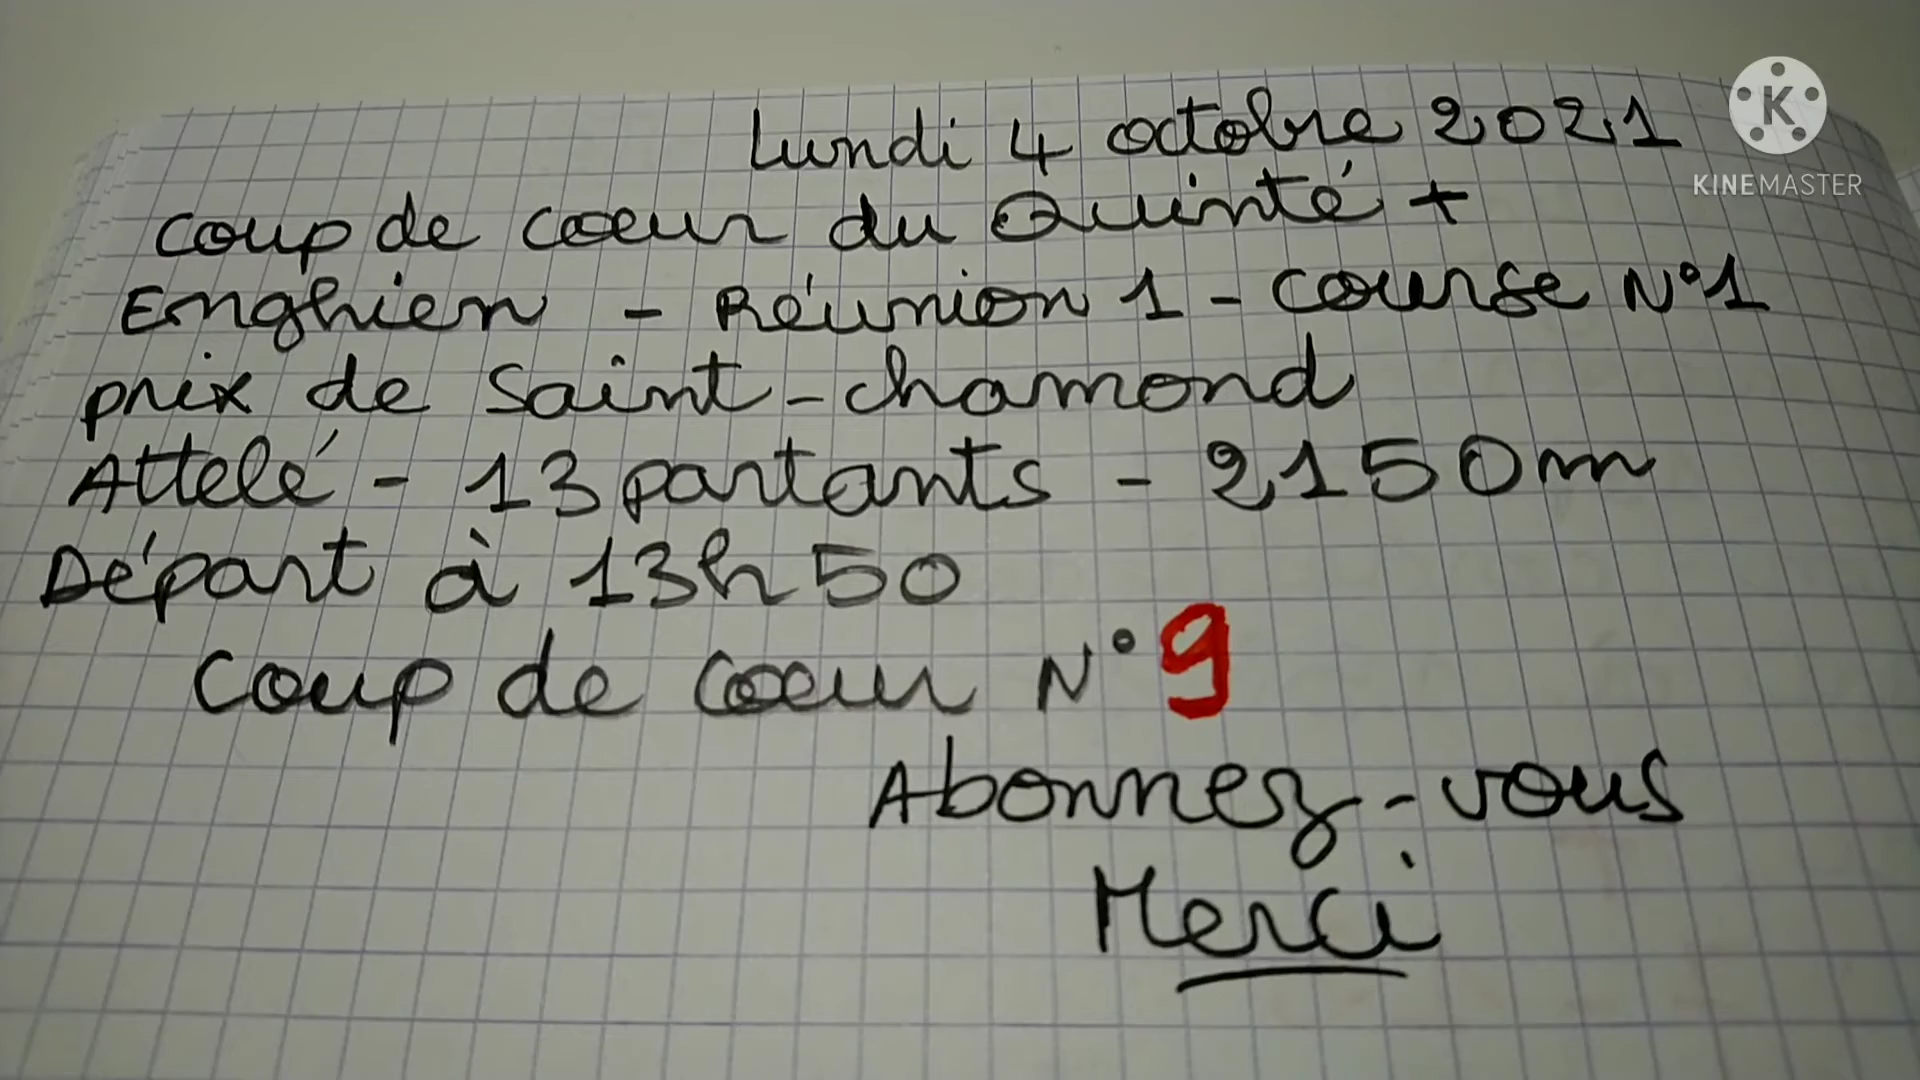 Lundi 4 octobre 2021
coup de coeur du Quinté +
Enghien - Réunion 1 - course N°1
prix de Saint-chamond
Attelé - 13 partants - 2150m
Départ à 13h50
Coup de coeur N° 9
Abonnez-vous
Merci
K
KINEMASTER